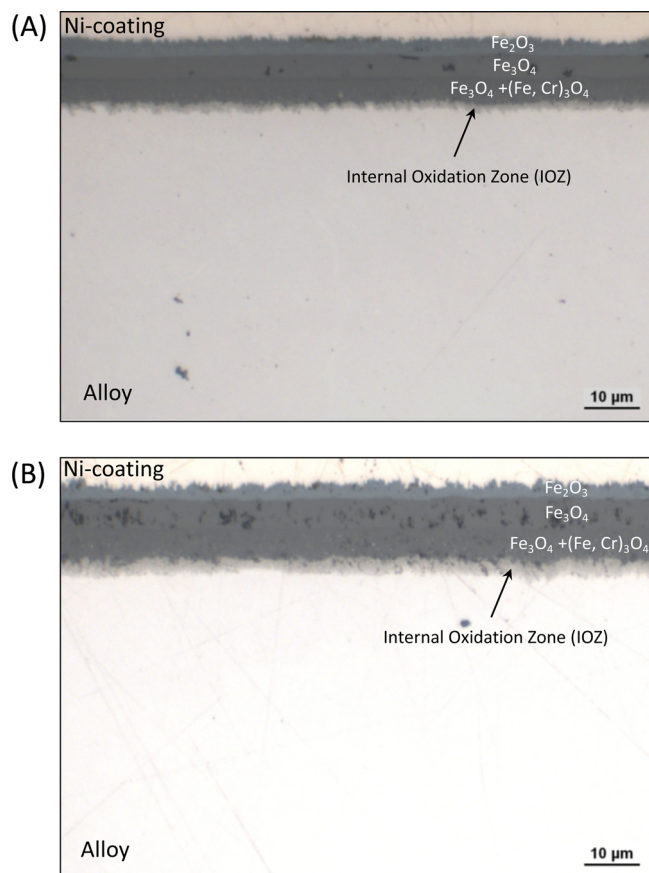 (A)
Ni-coating
Fe₂O₃
Fe₃O₄
Fe₃O₄ +(Fe, Cr)₃O₄
Internal Oxidation Zone (IOZ)
Alloy
10 µm
(B)
Ni-coating
Fe₂O₃
Fe₃O₄
Fe₃O₄ +(Fe, Cr)₃O₄
Internal Oxidation Zone (IOZ)
Alloy
10 µm